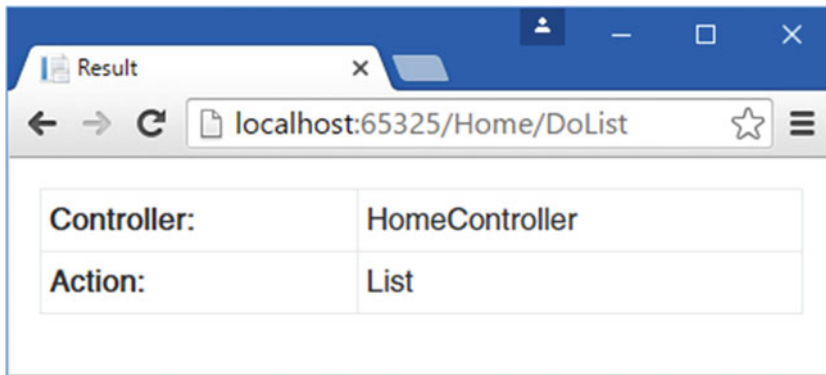 Result
localhost:65325/Home/DoList
Controller: HomeController
Action: List